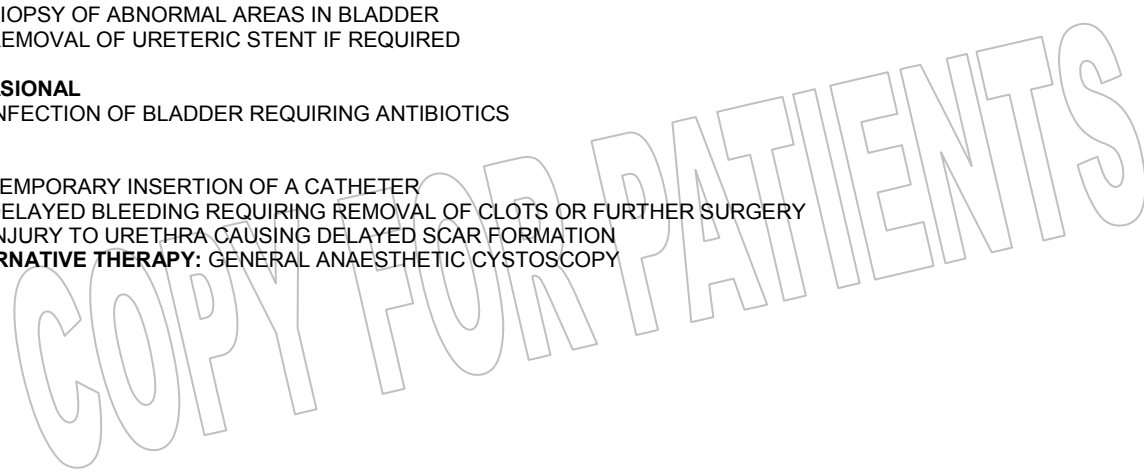 IOPSY OF ABNORMAL AREAS IN BLADDER
EMOVAL OF URETERIC STENT IF REQUIRED
ASIONAL
NFECTION OF BLADDER REQUIRING ANTIBIOTICS
EMPORARY INSERTION OF A CATHETER
ELAYED BLEEDING REQUIRING REMOVAL OF CLOTS OR FURTHER SURGERY
NJURY TO URETHRA CAUSING DELAYED SCAR FORMATION
RNATIVE THERAPY: GENERAL ANAESTHETIC CYSTOSCOPY
COPY FOR PATIENTS